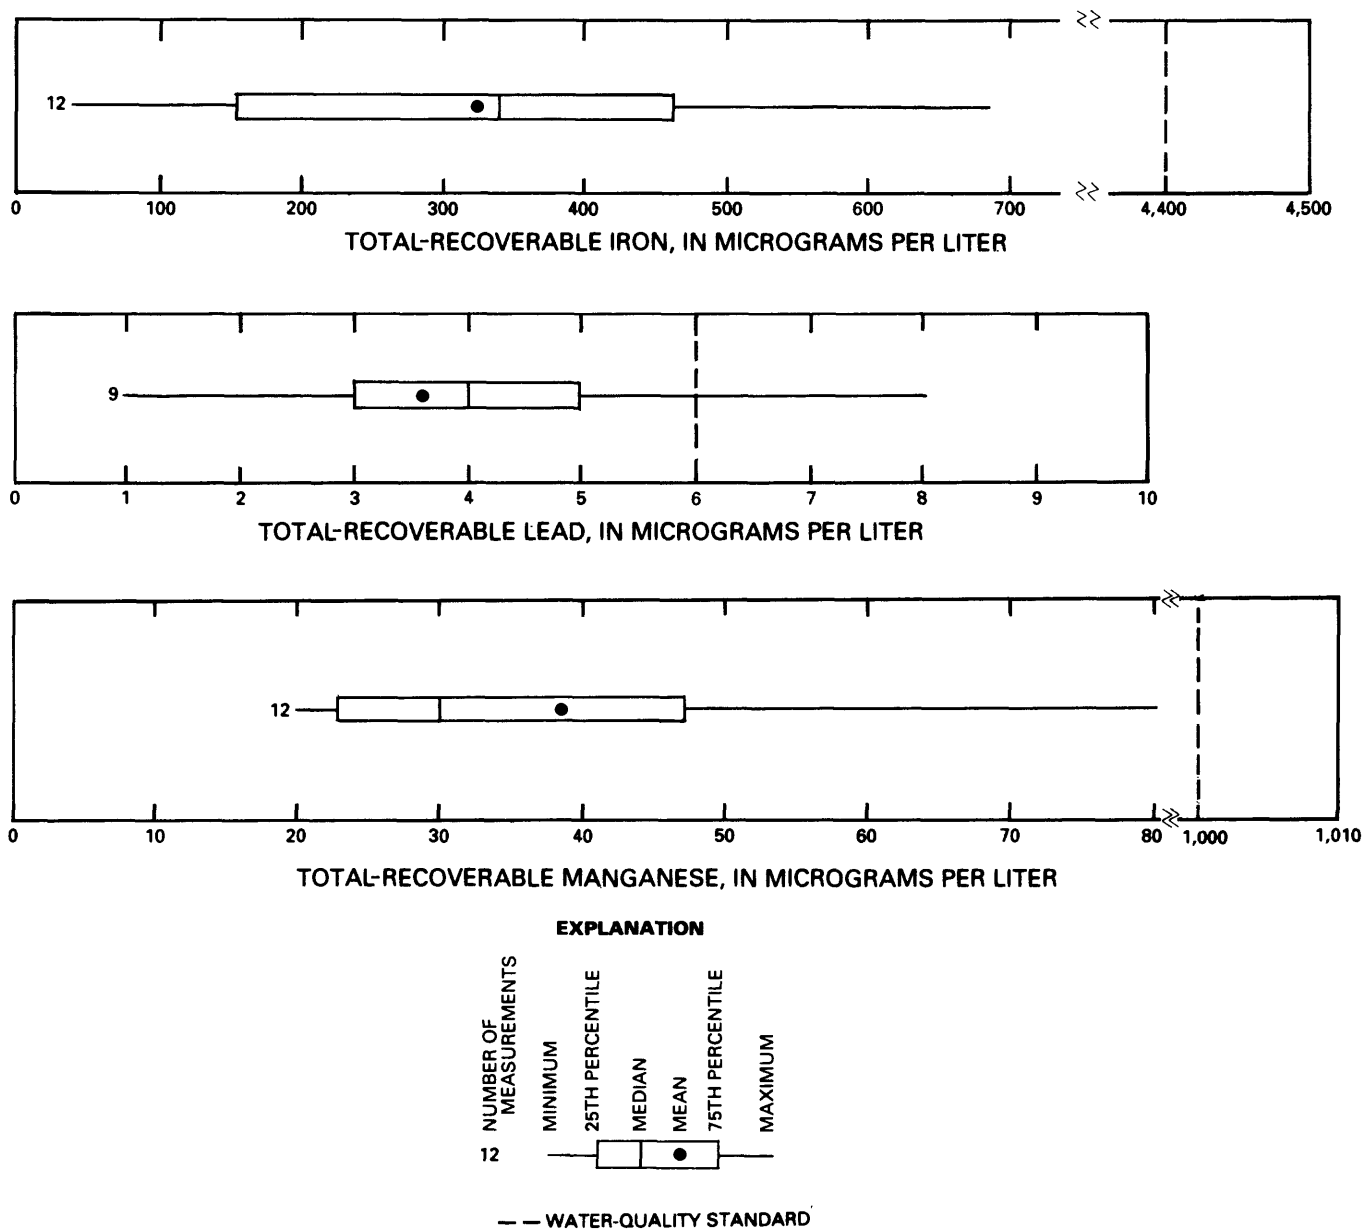 12
0 100 200 300 400 500 600 700 4,400 4,500
TOTAL-RECOVERABLE IRON, IN MICROGRAMS PER LITER
9
0 1 2 3 4 5 6 7 8 9 10
TOTAL-RECOVERABLE LEAD, IN MICROGRAMS PER LITER
12
0 10 20 30 40 50 60 70 80 1,000 1,010
TOTAL-RECOVERABLE MANGANESE, IN MICROGRAMS PER LITER
EXPLANATION
NUMBER OF
MEASUREMENTS
MINIMUM
25TH PERCENTILE
MEDIAN
MEAN
75TH PERCENTILE
MAXIMUM
12
WATER-QUALITY STANDARD